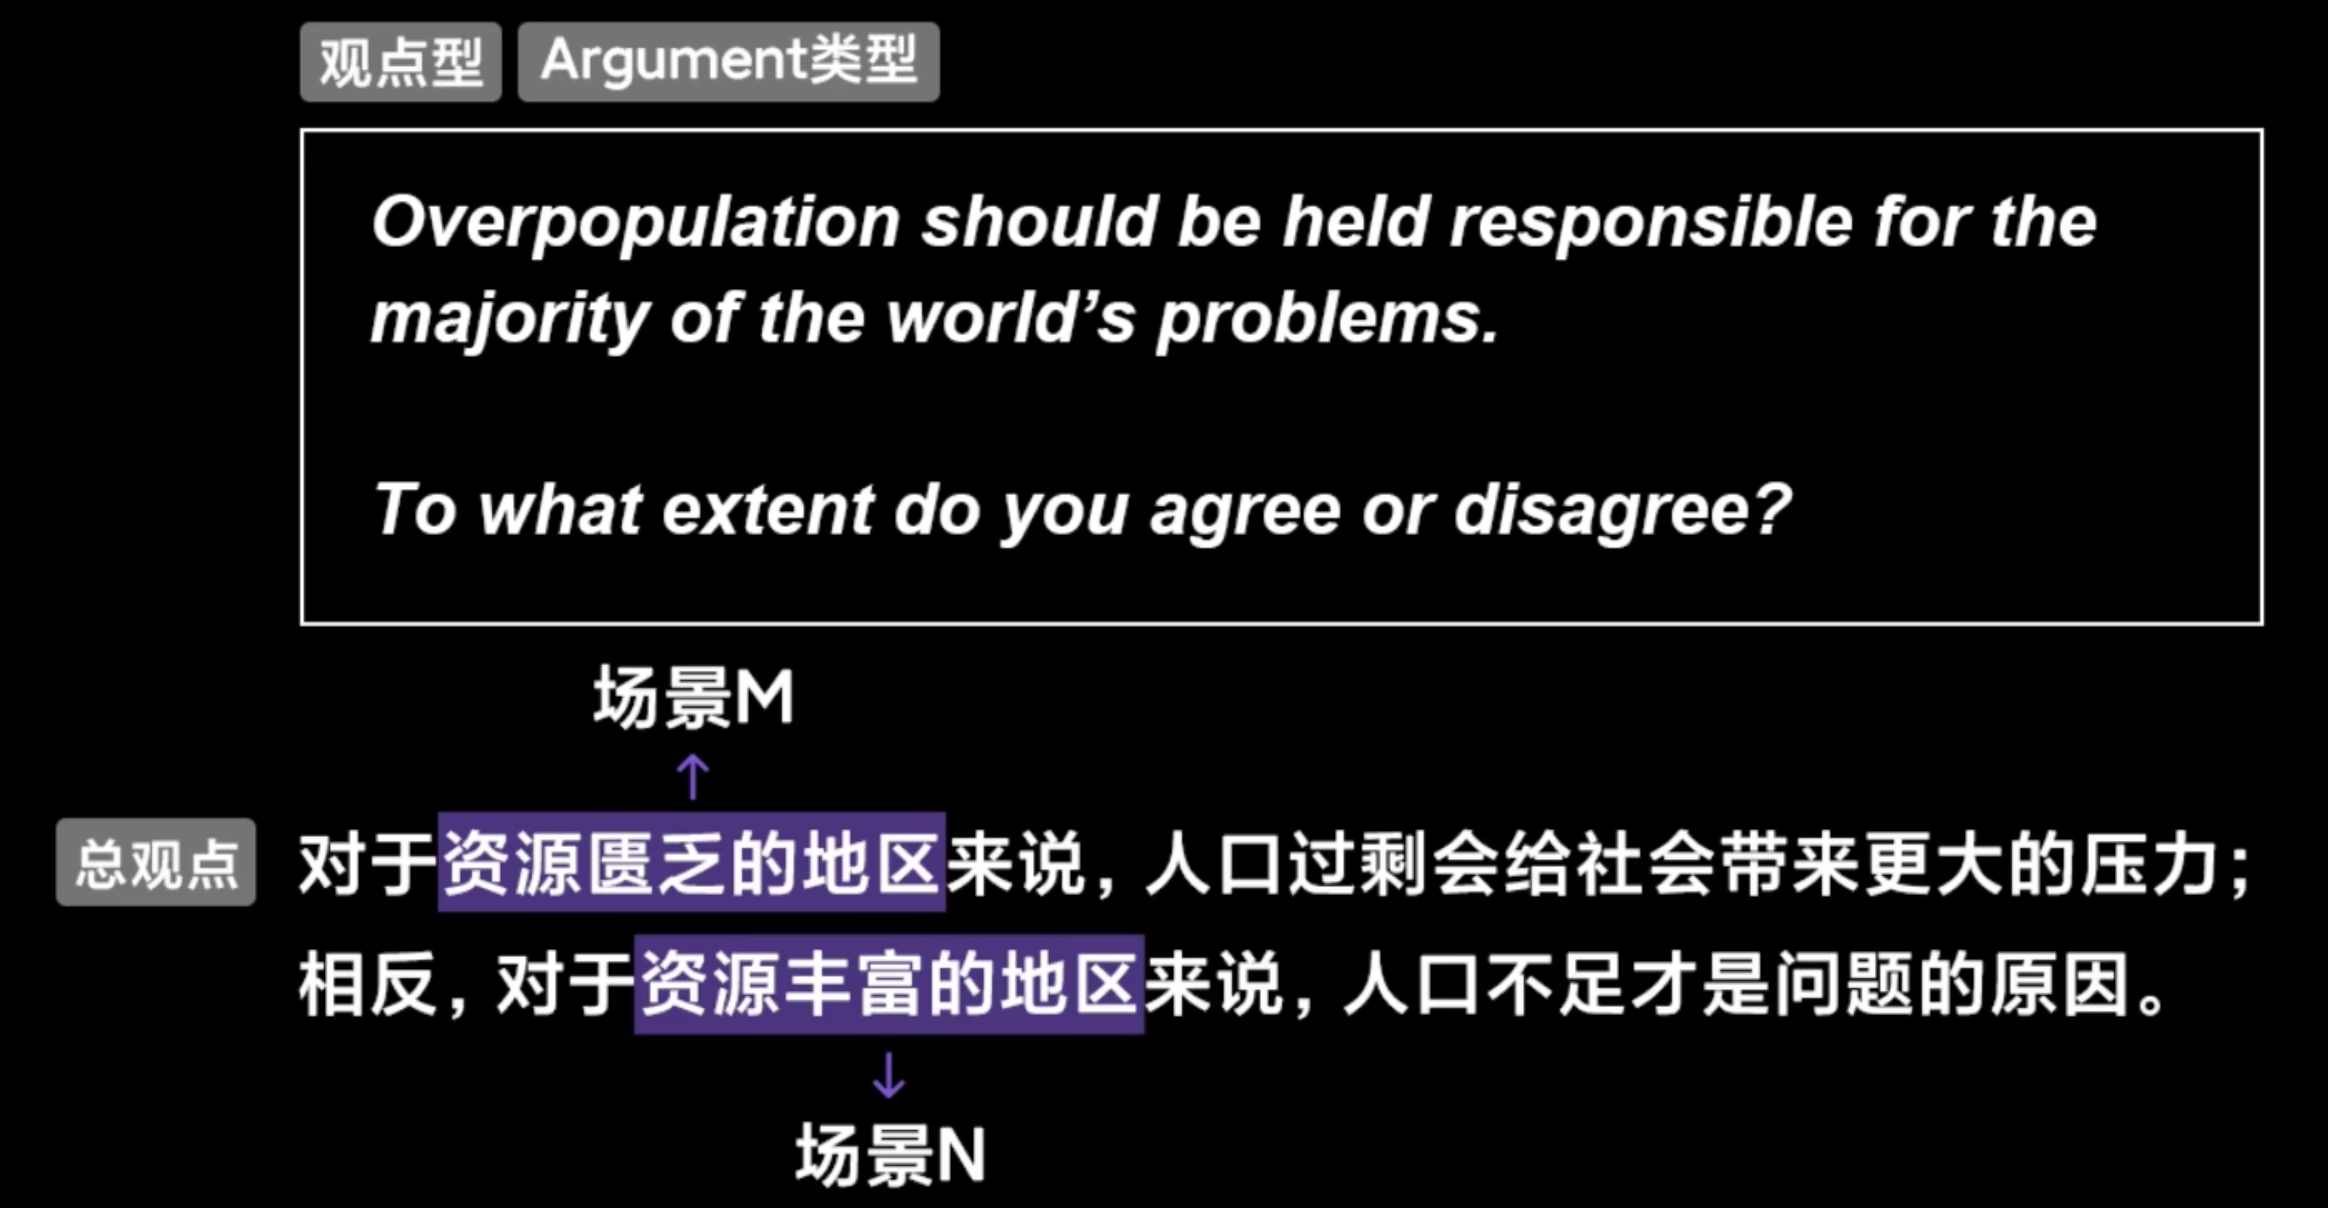 观点型 Argument类型
Overpopulation should be held responsible for the
majority of the world’s problems.
To what extent do you agree or disagree?
场景M
总观点 对于资源匮乏的地区来说，人口过剩会给社会带来更大的压力；
相反，对于资源丰富的地区来说，人口不足才是问题的原因。
场景N